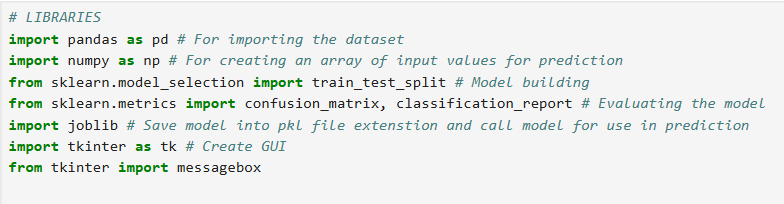 # LIBRARIES
import pandas as pd # For importing the dataset
import numpy as np # For creating an array of input values for prediction
from sklearn.model_selection import train_test_split # Model building
from sklearn.metrics import confusion_matrix, classification_report # Evaluating the model
import joblib # Save model into pkl file extenstion and call model for use in prediction
import tkinter as tk # Create GUI
from tkinter import messagebox